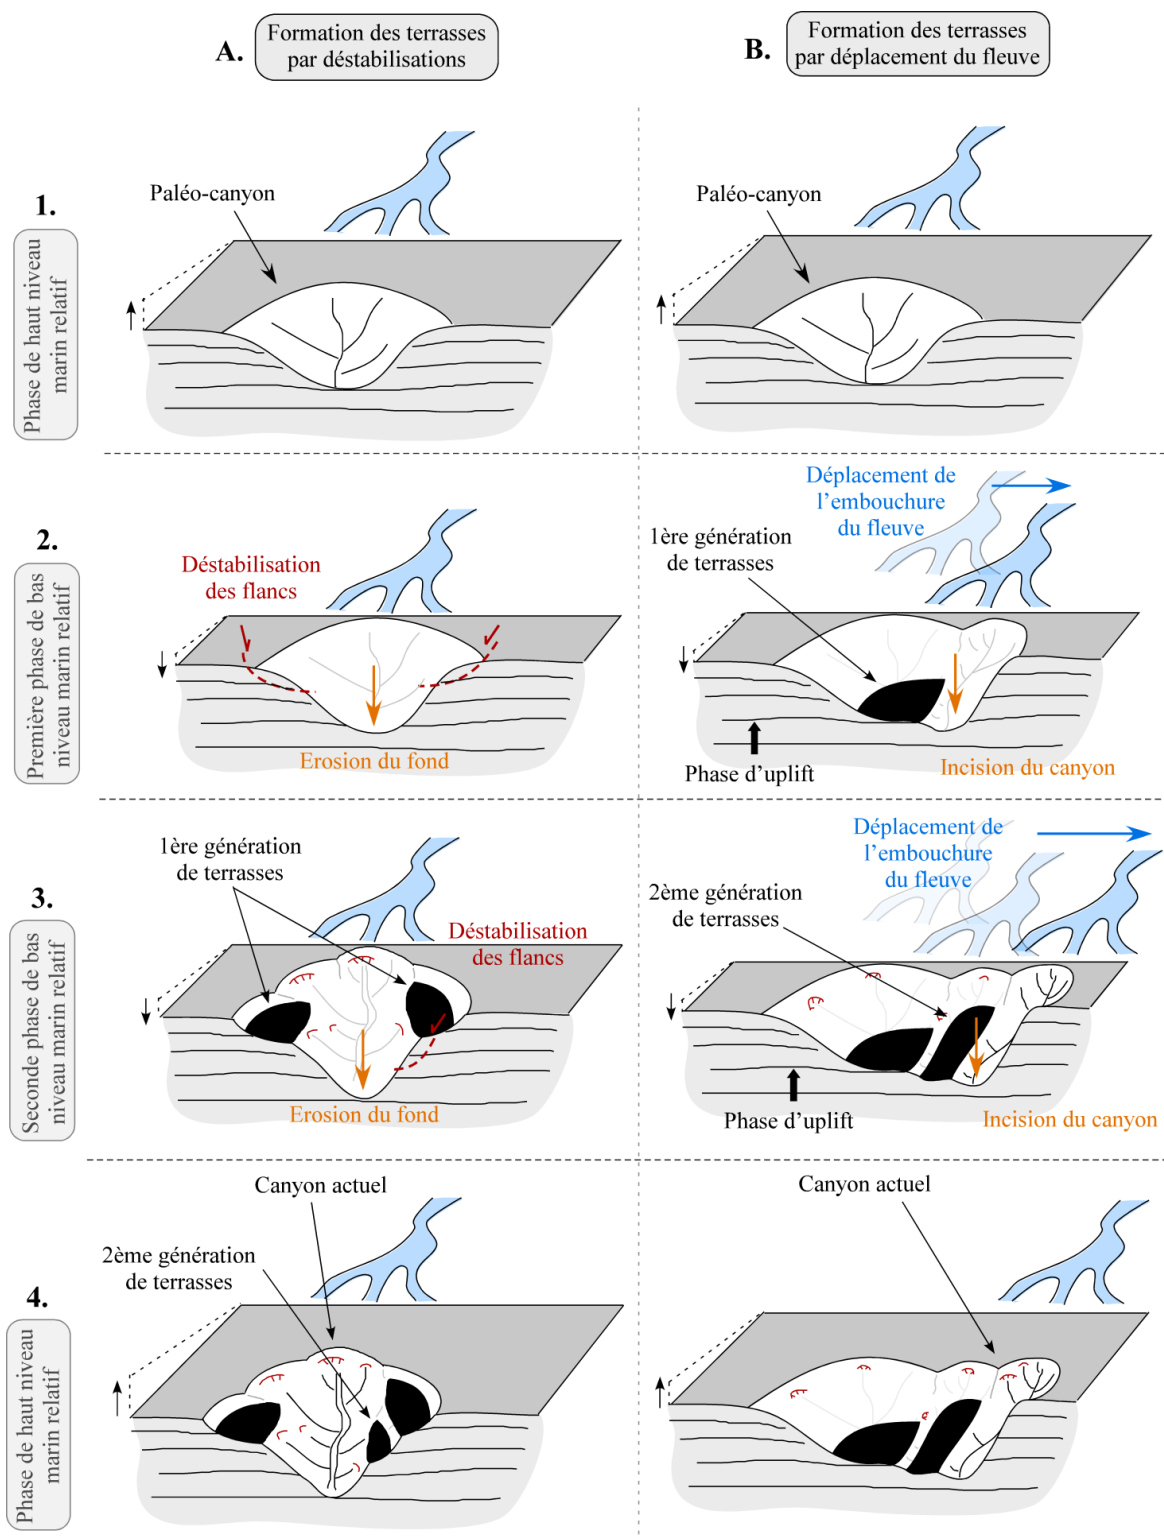 A.
Formation des terrasses
par déstabilisations
B.
Formation des terrasses
par déplacement du fleuve
1.
Phase de haut niveau
marin relatif
Paléo-canyon
Paléo-canyon
2.
Première phase de bas
niveau marin relatif
Déstabilisation
des flancs
Erosion du fond
Déplacement de
l'embouchure
du fleuve
1ère génération
de terrasses
Phase d'uplift
Incision du canyon
3.
Seconde phase de bas
niveau marin relatif
1ère génération
de terrasses
Déstabilisation
des flancs
Erosion du fond
Déplacement de
l'embouchure
du fleuve
2ème génération
de terrasses
Phase d'uplift
Incision du canyon
4.
Phase de haut niveau
marin relatif
Canyon actuel
2ème génération
de terrasses
Canyon actuel